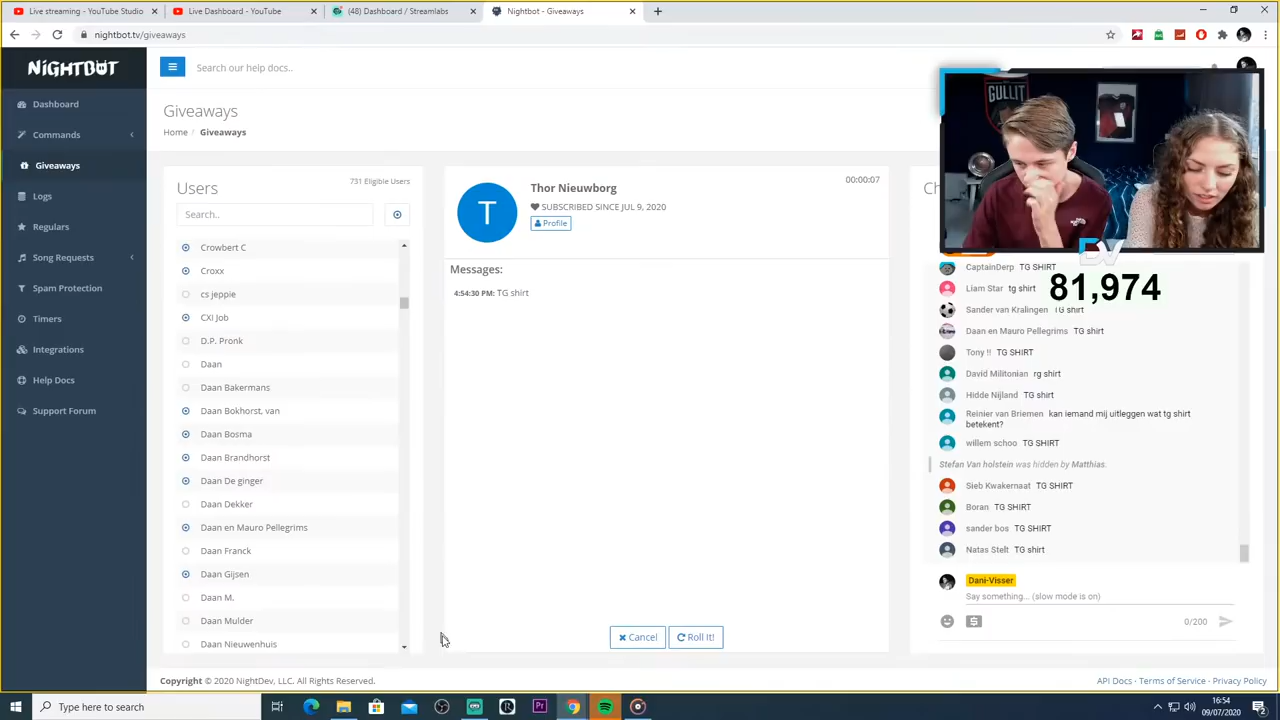 Live streaming - YouTube Studio
Live Dashboard - YouTube
(48) Dashboard / Streamlabs
Nightbot - Giveaways
nightbot.tv/giveaways
NiGHTBOT
Search our help docs..
Dashboard
Commands
Giveaways
Logs
Regulars
Song Requests
Spam Protection
Timers
Integrations
Help Docs
Support Forum
Giveaways
Home / Giveaways
Users
731 Eligible Users
Search..
Crowbert C
Croxx
cs jeppie
CXI Job
D.P. Pronk
Daan
Daan Bakermans
Daan Bokhorst, van
Daan Bosma
Daan Brandhorst
Daan De ginger
Daan Dekker
Daan en Mauro Pellegrims
Daan Franck
Daan Gijsen
Daan M.
Daan Mulder
Daan Nieuwenhuis
T
Thor Nieuwborg
00:00:07
SUBSCRIBED SINCE JUL 9, 2020
Profile
Messages:
4:54:30 PM: TG shirt
Cancel
Roll It!
GULLIT
DV
81,974
CaptainDerp TG SHIRT
Liam Star tg shirt
Sander van Kralingen TG shirt
Daan en Mauro Pellegrims TG shirt
Tony !! TG SHIRT
David Militonian rg shirt
Hidde Nijland TG shirt
Reinier van Briemen kan iemand mij uitleggen wat tg shirt
betekent?
willem schoo TG SHIRT
Stefan Van holstein was hidden by Matthias.
Sieb Kwakernaat TG SHIRT
Boran TG SHIRT
sander bos TG SHIRT
Natas Stelt TG shirt
Dani-Visser
Say something... (slow mode is on)
0/200
Copyright © 2020 NightDev, LLC. All Rights Reserved.
API Docs - Terms of Service - Privacy Policy
Type here to search
16:54
09/07/2020